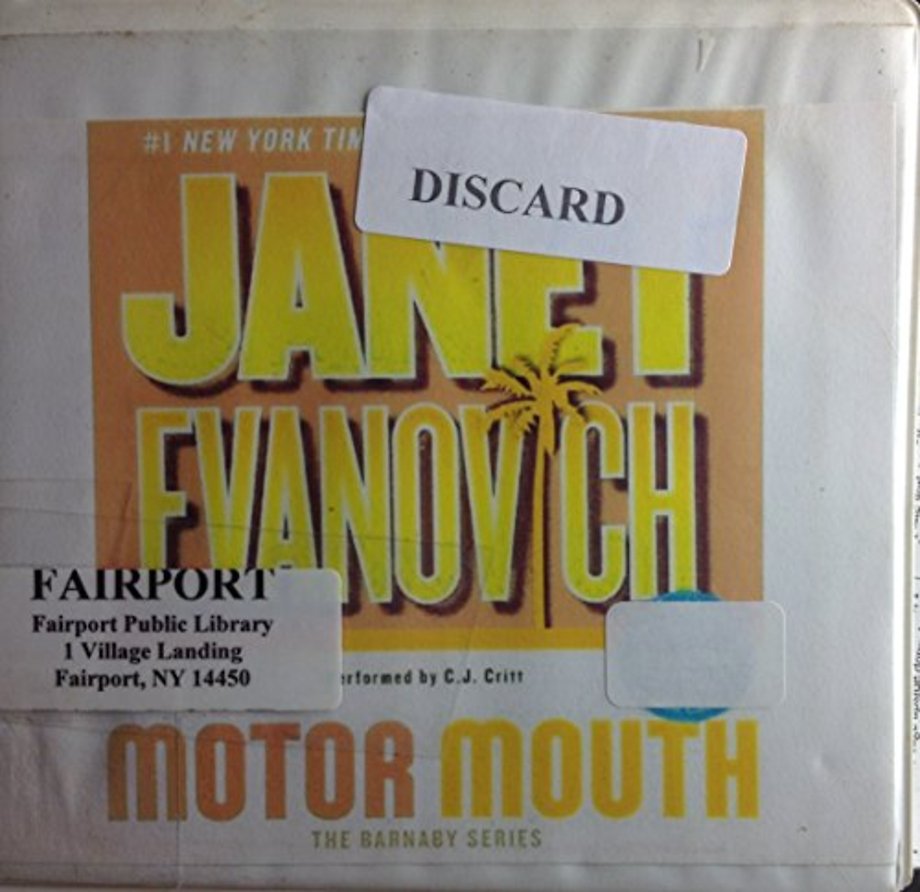 #1 NEW YORK TIM
DISCARD
JANET
EVANOVICH
FAIRPORT
Fairport Public Library
1 Village Landing
Fairport, NY 14450
erformed by C.J. Critt
MOTOR MOUTH
THE BARNABY SERIES